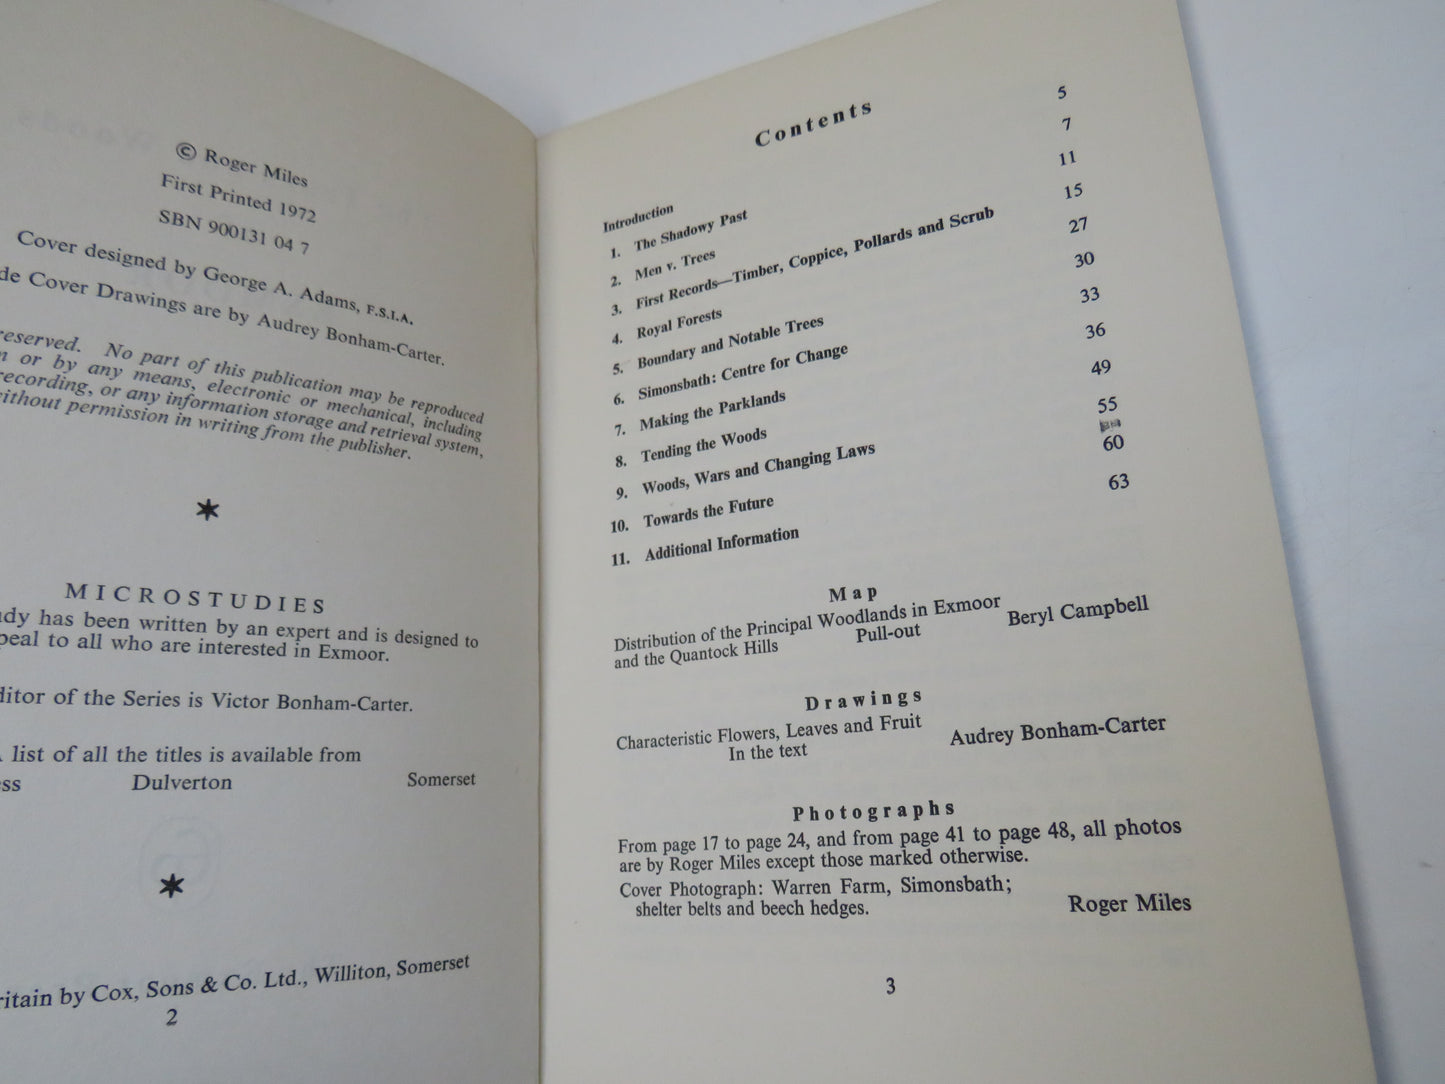 © Roger Miles
First Printed 1972
SBN 900131 04 7
Cover designed by George A. Adams, F.S.I.A.
de Cover Drawings are by Audrey Bonham-Carter.
reserved. No part of this publication may be reproduced
or by any means, electronic or mechanical, including
recording, or any information storage and retrieval system,
without permission in writing from the publisher.
MICROSTUDIES
udy has been written by an expert and is designed to
peal to all who are interested in Exmoor.
ditor of the Series is Victor Bonham-Carter.
list of all the titles is available from
ess Dulverton Somerset
ritain by Cox, Sons & Co. Ltd., Williton, Somerset
2
Contents
Introduction 5
1. The Shadowy Past 7
2. Men v. Trees 11
3. First Records—Timber, Coppice, Pollards and Scrub 15
4. Royal Forests 27
5. Boundary and Notable Trees 30
6. Simonsbath: Centre for Change 33
7. Making the Parklands 36
8. Tending the Woods 49
9. Woods, Wars and Changing Laws 55
10. Towards the Future 60
11. Additional Information 63
Map
Distribution of the Principal Woodlands in Exmoor
and the Quantock Hills Pull-out Beryl Campbell
Drawings
Characteristic Flowers, Leaves and Fruit
In the text Audrey Bonham-Carter
Photographs
From page 17 to page 24, and from page 41 to page 48, all photos
are by Roger Miles except those marked otherwise.
Cover Photograph: Warren Farm, Simonsbath;
shelter belts and beech hedges. Roger Miles
3